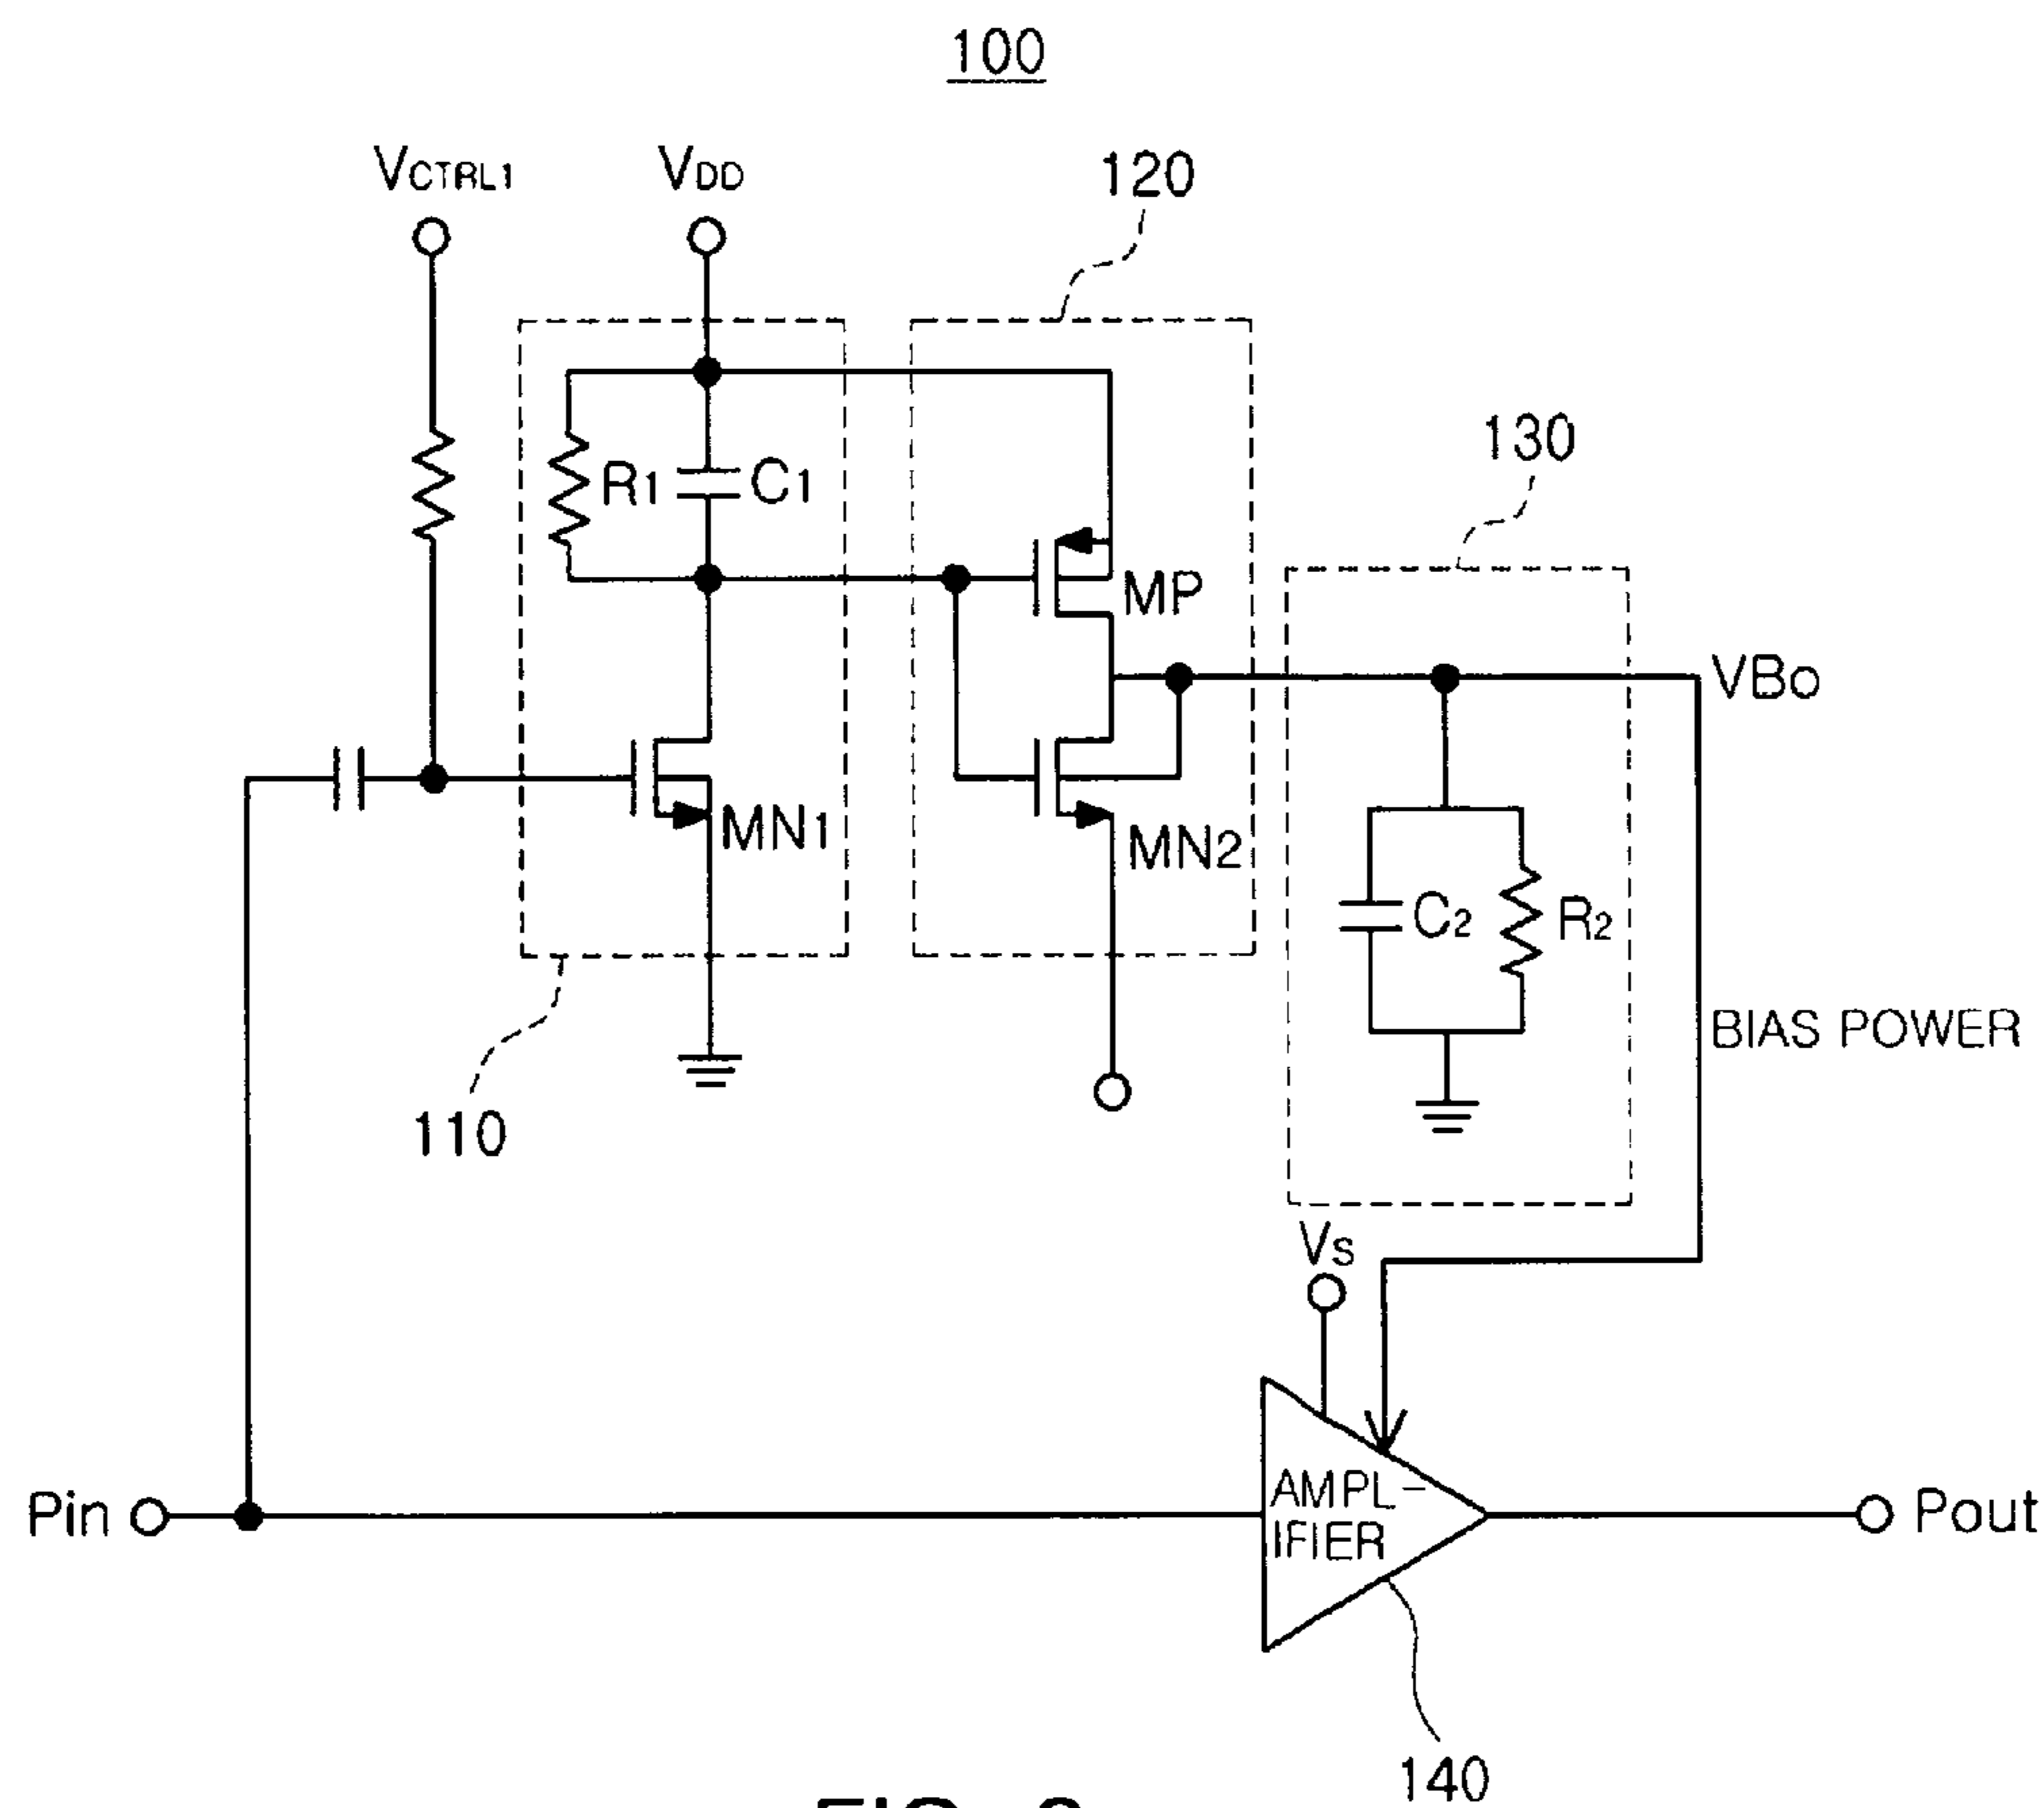 100
VCTRL1
VDD
120
130
R1
C1
MP
VBo
MN1
MN2
C2
R2
BIAS POWER
110
Vs
Pin
AMPL-
IFIER
Pout
140